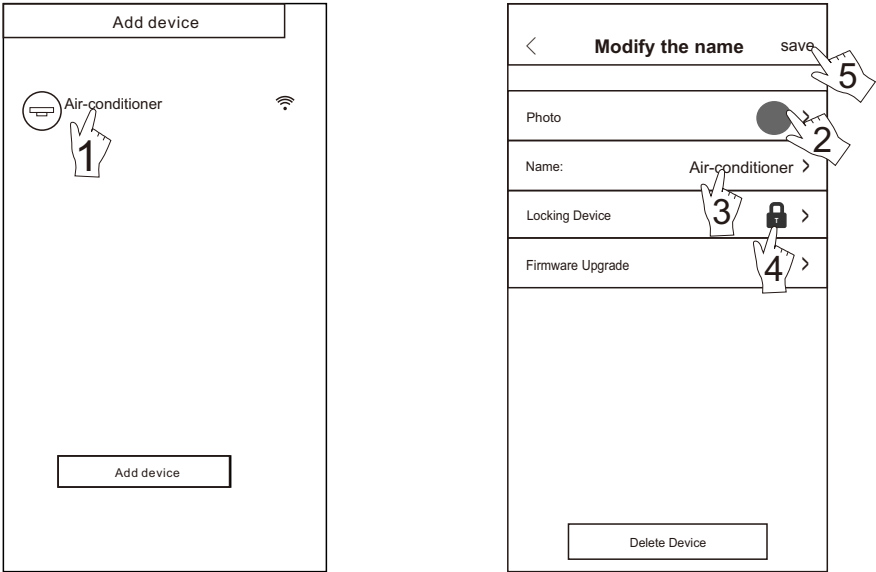 Add device
Air-conditioner
1
Add device
Modify the name
save
5
Photo
2
Name:
Air-conditioner
3
Locking Device
T
4
Firmware Upgrade
Delete Device